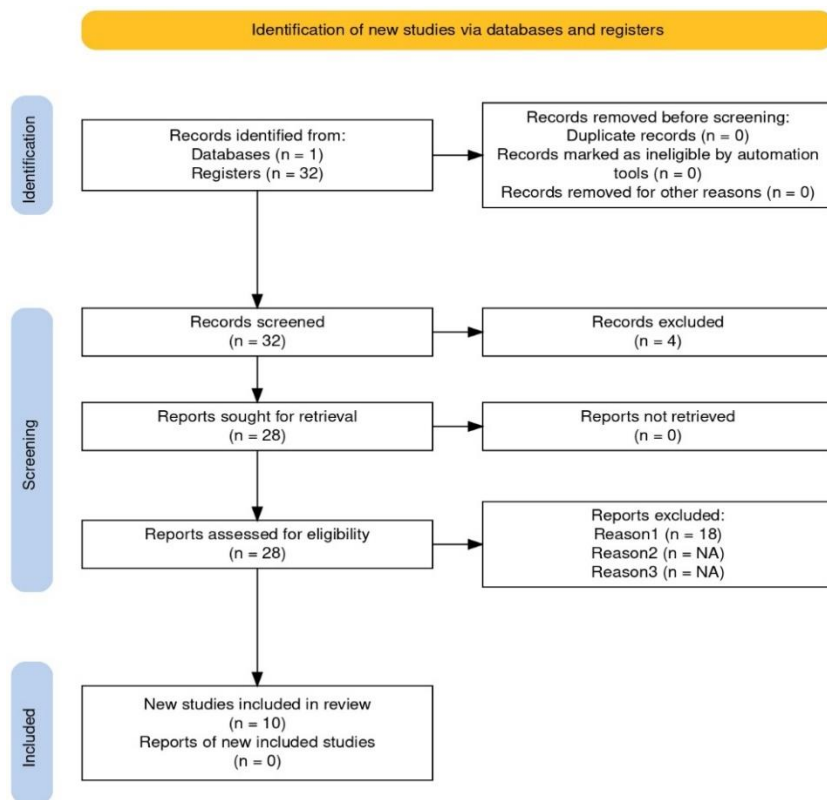 Identification of new studies via databases and registers
Identification
Records identified from:
Databases (n = 1)
Registers (n = 32)
Records removed before screening:
Duplicate records (n = 0)
Records marked as ineligible by automation
tools (n = 0)
Records removed for other reasons (n = 0)
Screening
Records screened
(n = 32)
Records excluded
(n = 4)
Reports sought for retrieval
(n = 28)
Reports not retrieved
(n = 0)
Reports assessed for eligibility
(n = 28)
Reports excluded:
Reason1 (n = 18)
Reason2 (n = NA)
Reason3 (n = NA)
Included
New studies included in review
(n = 10)
Reports of new included studies
(n = 0)